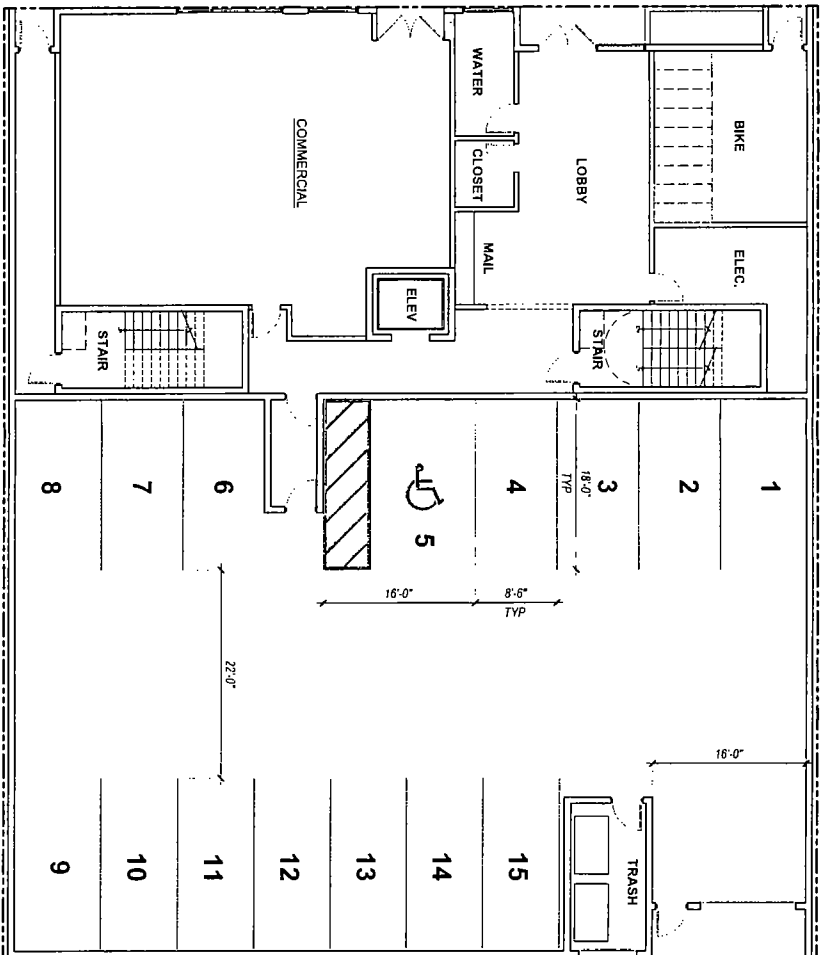 WATER
BIKE
COMMERCIAL
CLOSET
LOBBY
MAIL
ELEC.
ELEV
STAIR
STAIR
8
7
6
5
4
3
2
1
18'-0"
TYP
16'-0"
8'-6"
TYP
22'-0"
16'-0"
9
10
11
12
13
14
15
TRASH